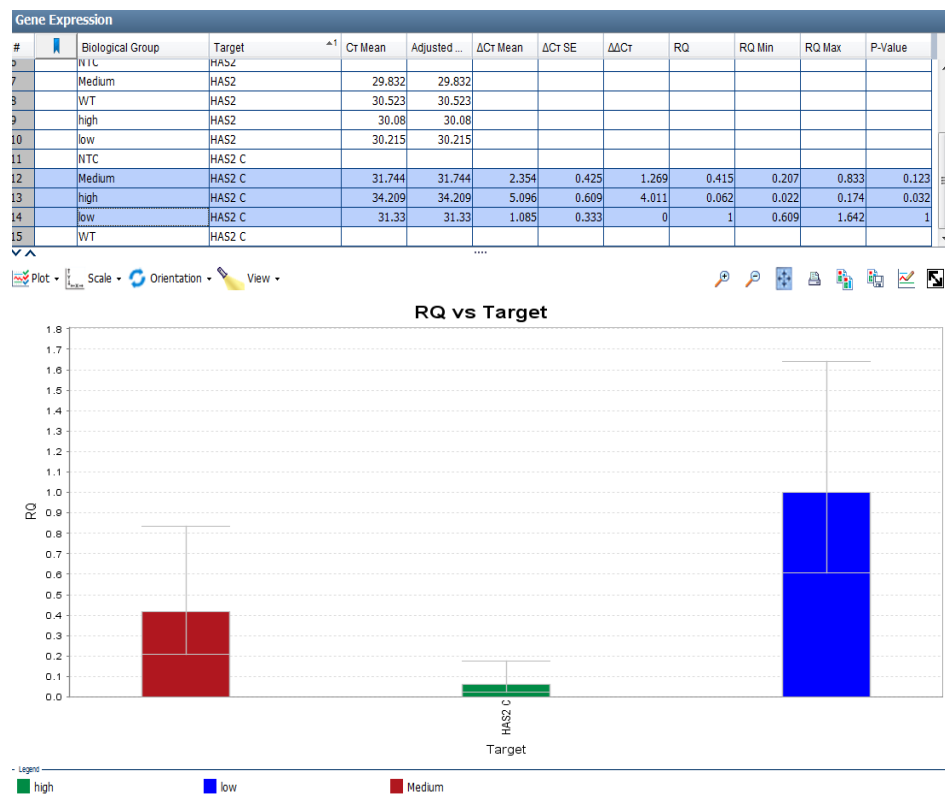 Gene Expression
# Biological Group Target ▲1 Cт Mean Adjusted ... ΔCт Mean ΔCт SE ΔΔCт RQ RQ Min RQ Max P-Value
NTC HAS2
7 Medium HAS2 29.832 29.832
8 WT HAS2 30.523 30.523
9 high HAS2 30.08 30.08
10 low HAS2 30.215 30.215
11 NTC HAS2 C
12 Medium HAS2 C 31.744 31.744 2.354 0.425 1.269 0.415 0.207 0.833 0.123
13 high HAS2 C 34.209 34.209 5.096 0.609 4.011 0.062 0.022 0.174 0.032
14 low HAS2 C 31.33 31.33 1.085 0.333 0 1 0.609 1.642 1
15 WT HAS2 C
Plot Scale Orientation View
RQ vs Target
1.8
1.7
1.6
1.5
1.4
1.3
1.2
1.1
1.0
0.9
0.8
0.7
0.6
0.5
0.4
0.3
0.2
0.1
0.0
RQ
HAS2 C
Target
Legend
high low Medium